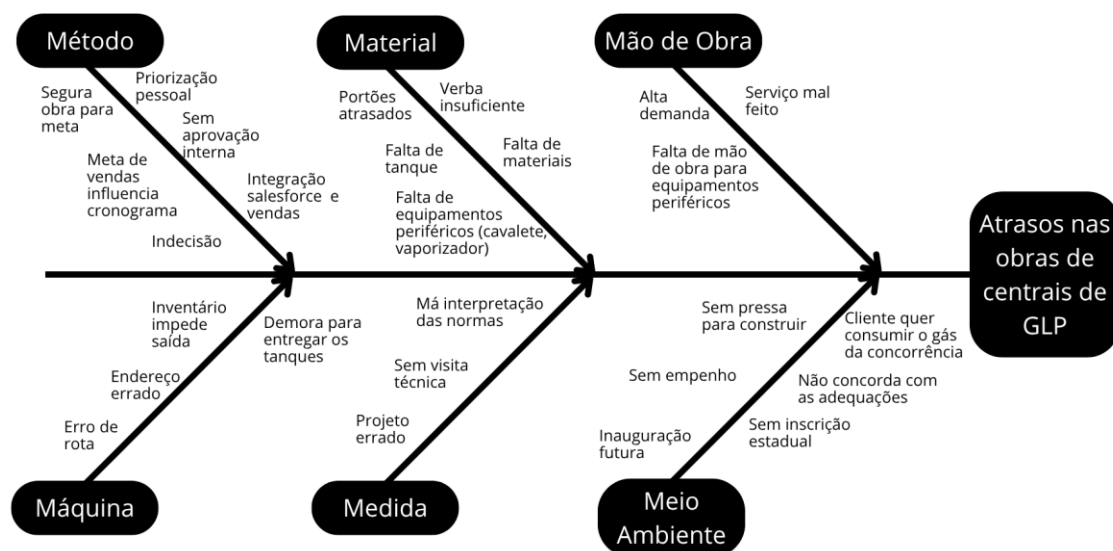 Método
Material
Mão de Obra
Segura
obra para
meta
Priorização
pessoal
Sem
aprovação
interna
Meta de
vendas
influencia
cronograma
Integração
salesforce e
vendas
Indecisão
Portões
atrasados
Verba
insuficiente
Falta de
tanque
Falta de
materiais
Falta de
equipamentos
periféricos (cavalete,
vaporizador)
Alta
demanda
Serviço mal
feito
Falta de mão
de obra para
equipamentos
periféricos
Atrasos nas
obras de
centrais de
GLP
Inventário
impede
saída
Demora para
entregar os
tanques
Endereço
errado
Erro de
rota
Má interpretação
das normas
Sem visita
técnica
Projeto
errado
Sem pressa
para construir
Cliente quer
consumir o gás
da concorrência
Sem empenho
Não concorda com
as adequações
Inauguração
futura
Sem inscrição
estadual
Máquina
Medida
Meio
Ambiente